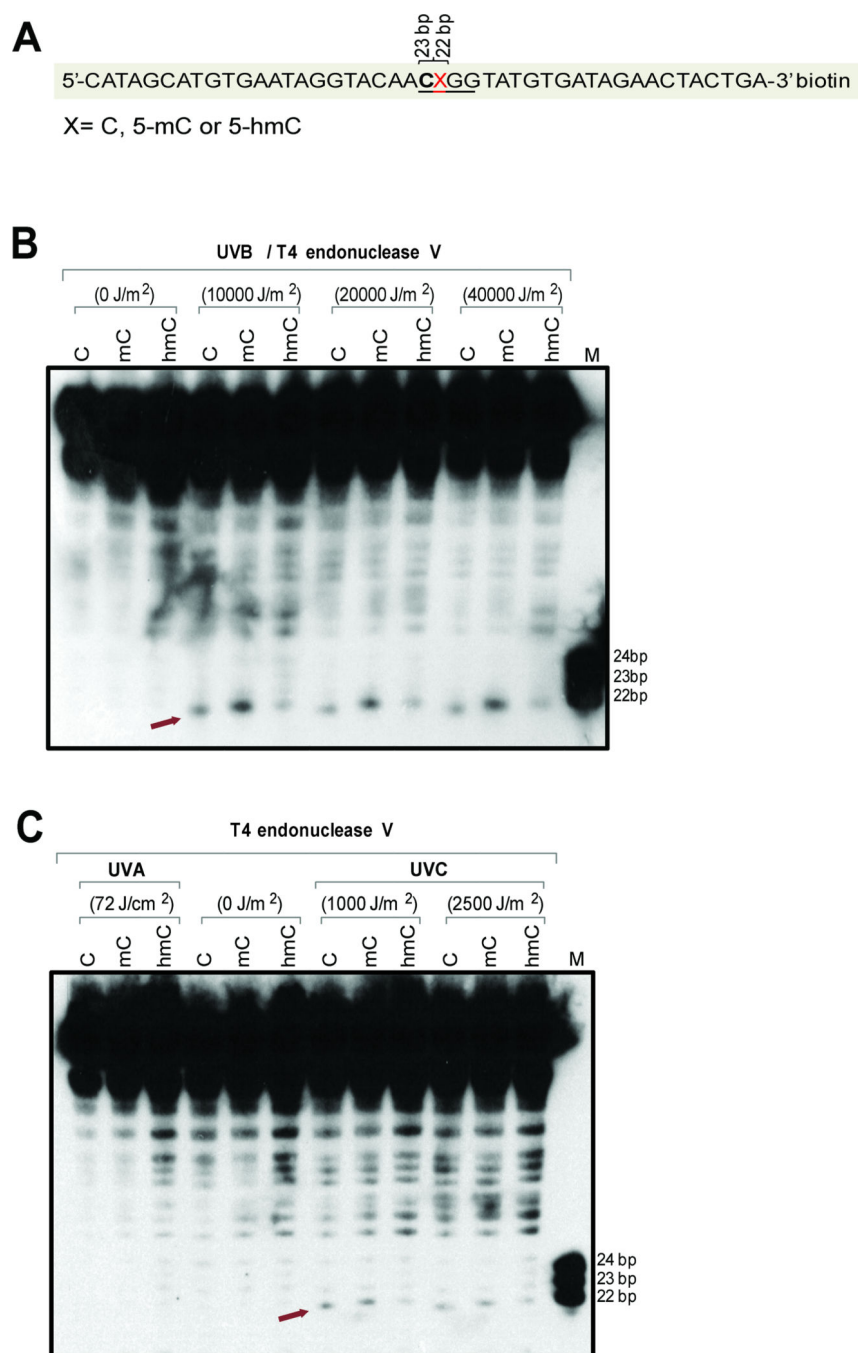 A
23 bp
22 bp
5'-CATAGCATGTGAATAGGTACAACXGGTATGTGATAGAACTACTGA-3' biotin
X= C, 5-mC or 5-hmC
B
UVB / T4 endonuclease V
(0 J/m²) (10000 J/m²) (20000 J/m²) (40000 J/m²)
C mC hmC C mC hmC C mC hmC C mC hmC M
24bp
23bp
22bp
C
T4 endonuclease V
UVA UVC
(72 J/cm²) (0 J/m²) (1000 J/m²) (2500 J/m²)
C mC hmC C mC hmC C mC hmC C mC hmC M
24 bp
23 bp
22 bp